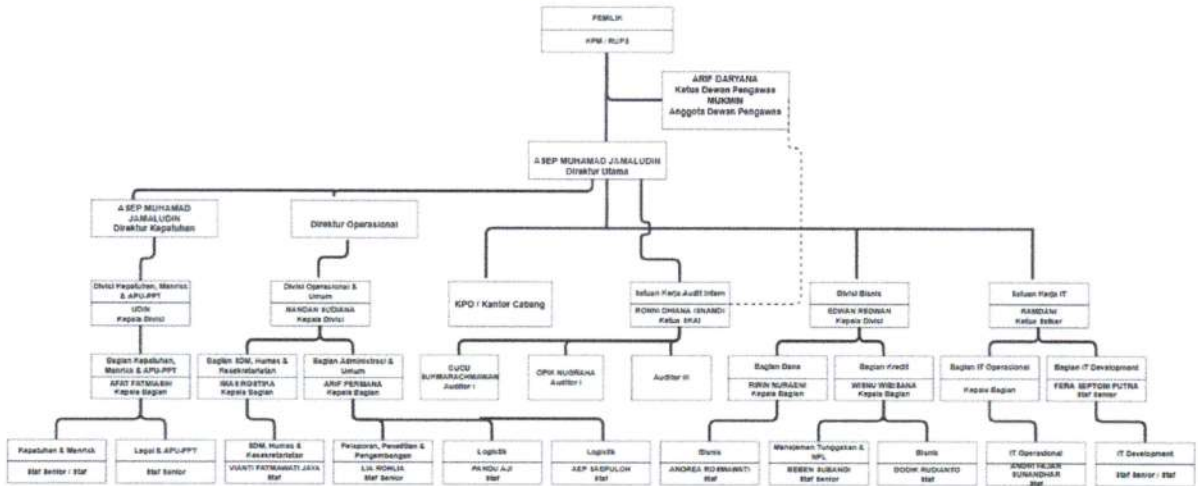 PEMILIK
KPM / RUPS
ARIF DARYANA
Ketua Dewan Pengawas
MUKMIN
Anggota Dewan Pengawas
ASEP MUHAMAD JAMALUDIN
Direktur Utama
ASEP MUHAMAD
JAMALUDIN
Direktur Kepatuhan
Direktur Operasional
Divisi Kepatuhan, Manrisk
& APU-PPT
UDIN
Kepala Divisi
Divisi Operasional &
Umum
NANDAN SUDIANA
Kepala Divisi
KPO / Kantor Cabang
Satuan Kerja Audit Intern
RONNI DHIANA ISNANDI
Ketua SKAI
Divisi Bisnis
EDWAN REDWAN
Kepala Divisi
Satuan Kerja IT
RAMDANI
Ketua Satker
Bagian Kepatuhan,
Manrisk & APU-PPT
Kepala Bagian
Bagian SDM, Humas &
Kesekretariatan
IMAS ROSTIKA
Kepala Bagian
Bagian Administrasi &
Umum
ARIF PERMANA
Kepala Bagian
CUCU
SUKMARACHMAWAN
Auditor I
OPIK NUGRAHA
Auditor I
Auditor III
Bagian Dana
RIRIN NURAENI
Kepala Bagian
Bagian Kredit
WISNU WIBISANA
Kepala Bagian
Bagian IT Operasional
Kepala Bagian
Bagian IT Development
YERA SEPTONI PUTRA
Staf Senior
Kepatuhan & Manrisk
Staf Senior / Staf
Legal & APU-PPT
Staf Senior
SDM, Humas &
Kesekretariatan
VIANTI FATMAWATI JAYA
Staf
Pelaporan, Penelitian &
Pengembangan
LIA ROHLIA
Staf Senior
Logistik
PANDU AJI
Staf
Logistik
AEP SAEPULOH
Staf
Bisnis
ANDREA ROSMAWATI
Staf
Manajemen Tunggakan &
NPL
BEBEN SUBANDI
Staf Senior
Bisnis
DODIK RUDIANTO
Staf
IT Operasional
ANDRI FAJAR
SUNANDHAR
Staf
IT Development
Staf Senior / Staf